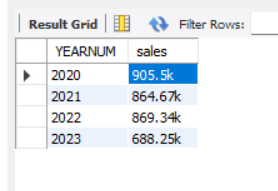 Result Grid Filter Rows:
YEARNUM sales
2020 905.5k
2021 864.67k
2022 869.34k
2023 688.25k